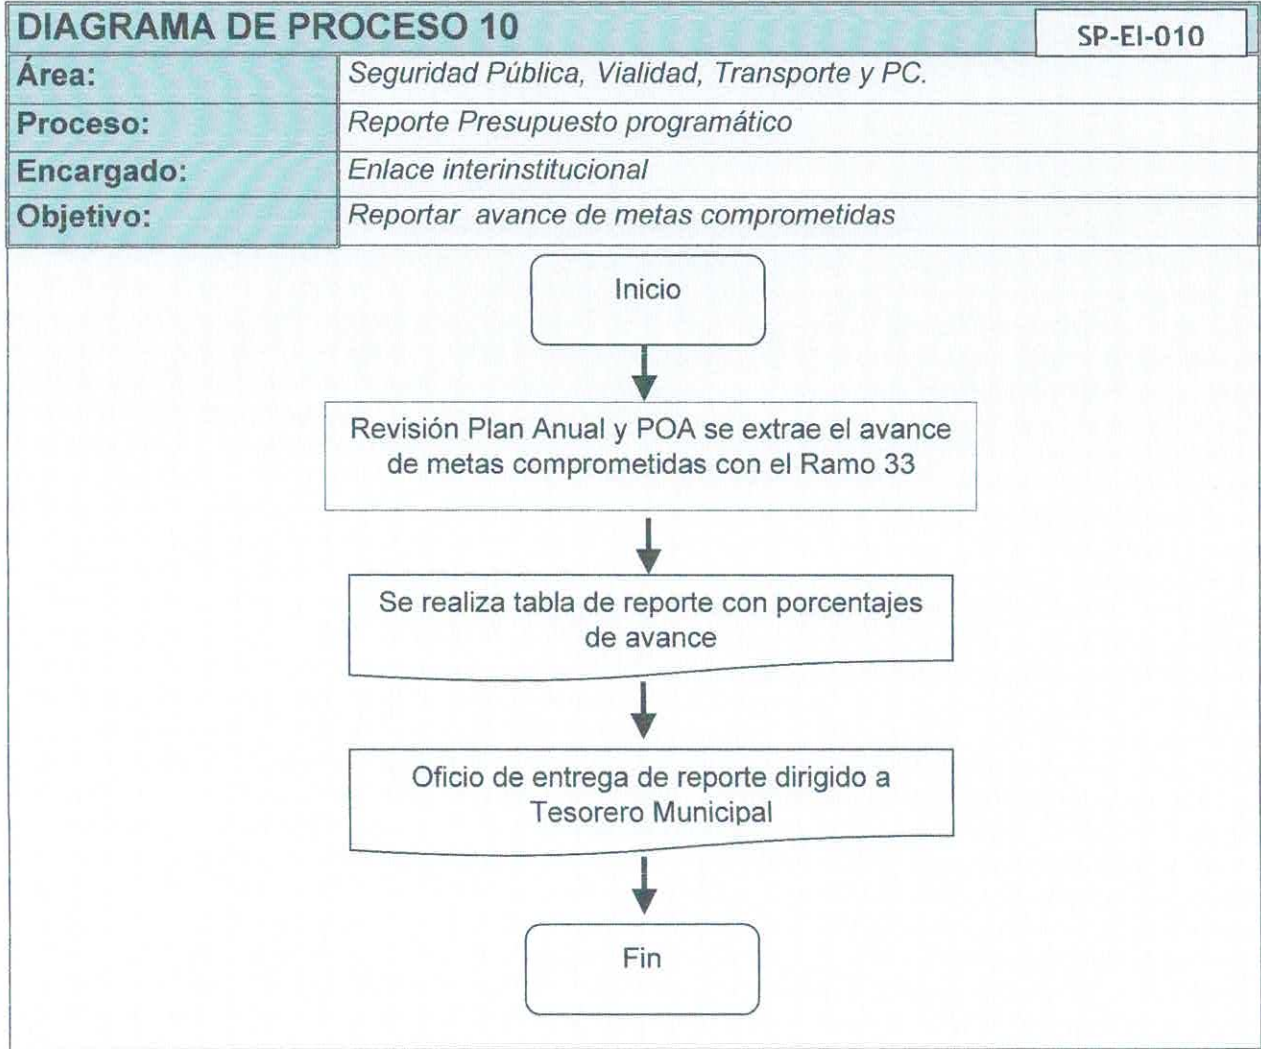 DIAGRAMA DE PROCESO 10
SP-EI-010
Área:
Seguridad Pública, Vialidad, Transporte y PC.
Proceso:
Reporte Presupuesto programático
Encargado:
Enlace interinstitucional
Objetivo:
Reportar avance de metas comprometidas
Inicio
Revisión Plan Anual y POA se extrae el avance
de metas comprometidas con el Ramo 33
Se realiza tabla de reporte con porcentajes
de avance
Oficio de entrega de reporte dirigido a
Tesorero Municipal
Fin